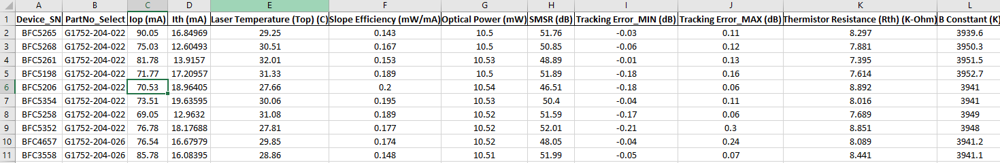 A B C D E F G H I J K L
1 Device_SN PartNo_Select Iop (mA) Ith (mA) Laser Temperature (Top) (C) Slope Efficiency (mW/mA) Optical Power (mW) SMSR (dB) Tracking Error_MIN (dB) Tracking Error_MAX (dB) Thermistor Resistance (Rth) (K-Ohm) B Consttant (K)
2 BFC5265 G1752-204-022 90.05 16.84969 29.25 0.143 10.5 51.76 -0.03 0.11 8.297 3939.6
3 BFC5268 G1752-204-022 75.03 12.60493 30.51 0.167 10.5 50.85 -0.06 0.12 7.881 3950.3
4 BFC5261 G1752-204-022 81.78 13.9157 32.01 0.153 10.53 48.89 -0.01 0.13 7.395 3951.5
5 BFC5198 G1752-204-022 71.77 17.20957 31.33 0.189 10.5 51.89 -0.18 0.16 7.614 3952.7
6 BFC5206 G1752-204-022 70.53 18.96405 27.66 0.2 10.54 46.51 -0.18 0.06 8.892 3941
7 BFC5354 G1752-204-022 73.51 19.63595 30.06 0.195 10.53 50.4 -0.04 0.11 8.016 3941
8 BFC5258 G1752-204-022 69.05 12.9632 31.08 0.189 10.52 51.59 -0.17 0.06 7.689 3949
9 BFC5352 G1752-204-022 76.78 18.17688 27.81 0.177 10.52 52.01 -0.21 0.3 8.851 3948
10 BFC4657 G1752-204-026 76.54 16.67979 29.85 0.174 10.52 48.05 -0.04 0.24 8.089 3941.2
11 BFC3558 G1752-204-026 85.78 16.08395 28.86 0.148 10.51 51.99 -0.05 0.07 8.441 3941.1